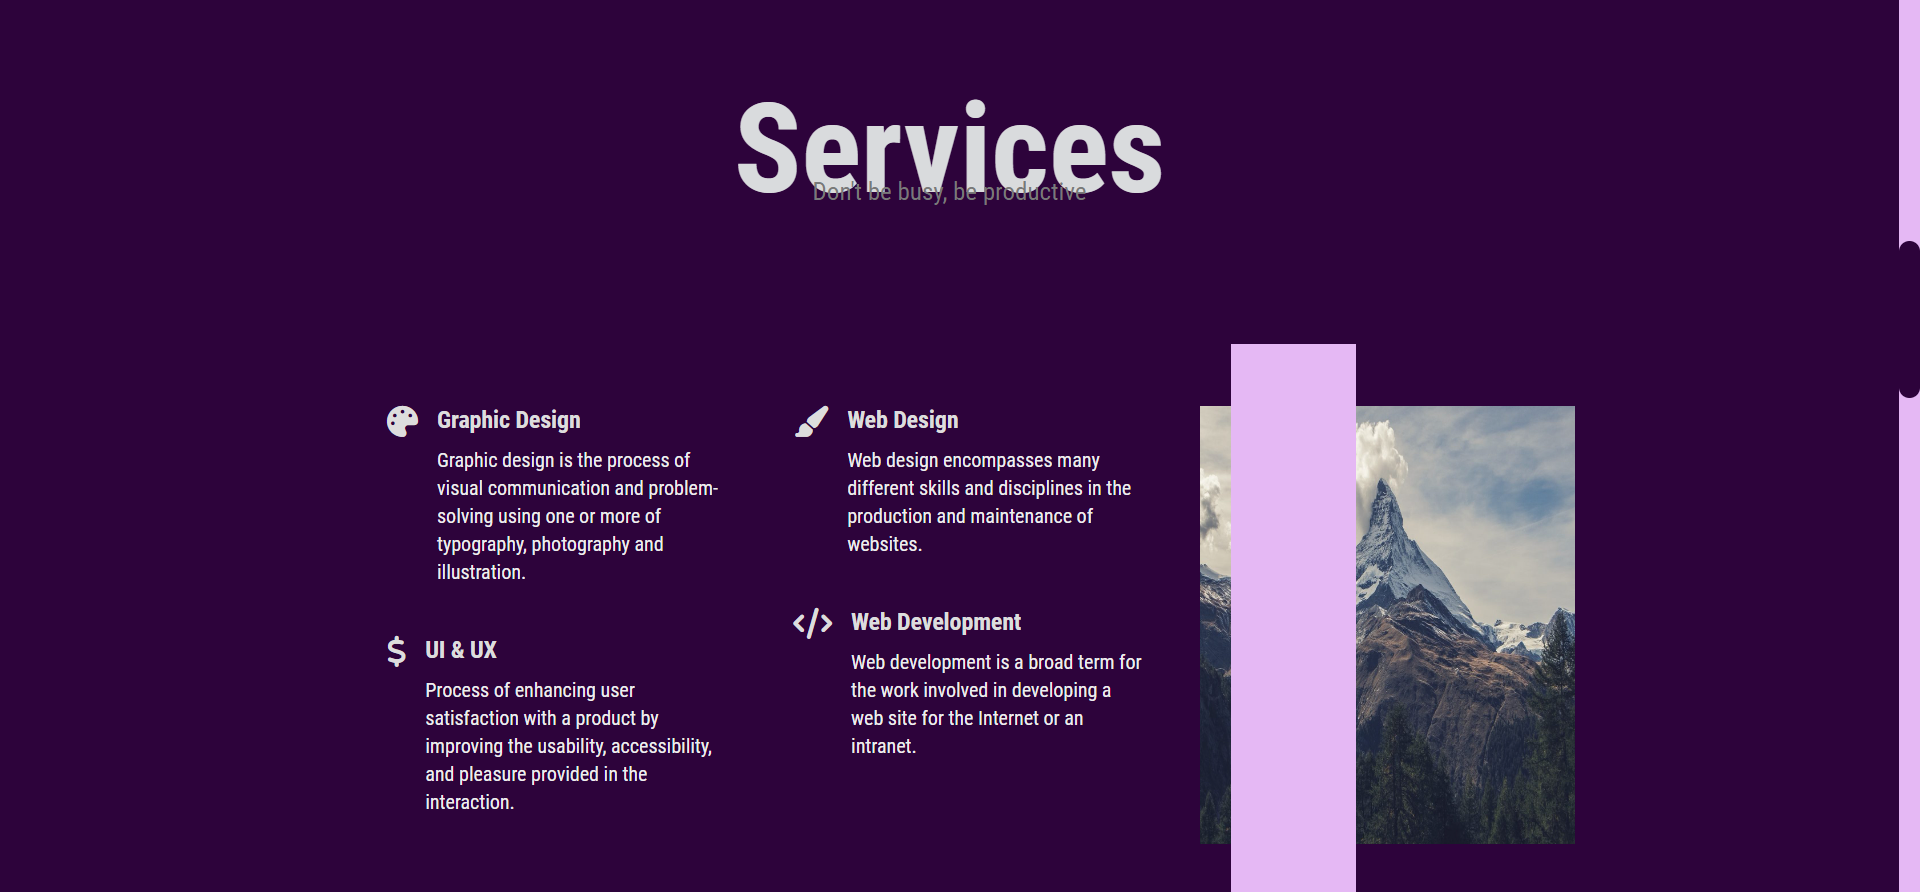 Services
Don't be busy, be productive
Graphic Design
Graphic design is the process of
visual communication and problem-
solving using one or more of
typography, photography and
illustration.
UI & UX
Process of enhancing user
satisfaction with a product by
improving the usability, accessibility,
and pleasure provided in the
interaction.
Web Design
Web design encompasses many
different skills and disciplines in the
production and maintenance of
websites.
Web Development
Web development is a broad term for
the work involved in developing a
web site for the Internet or an
intranet.